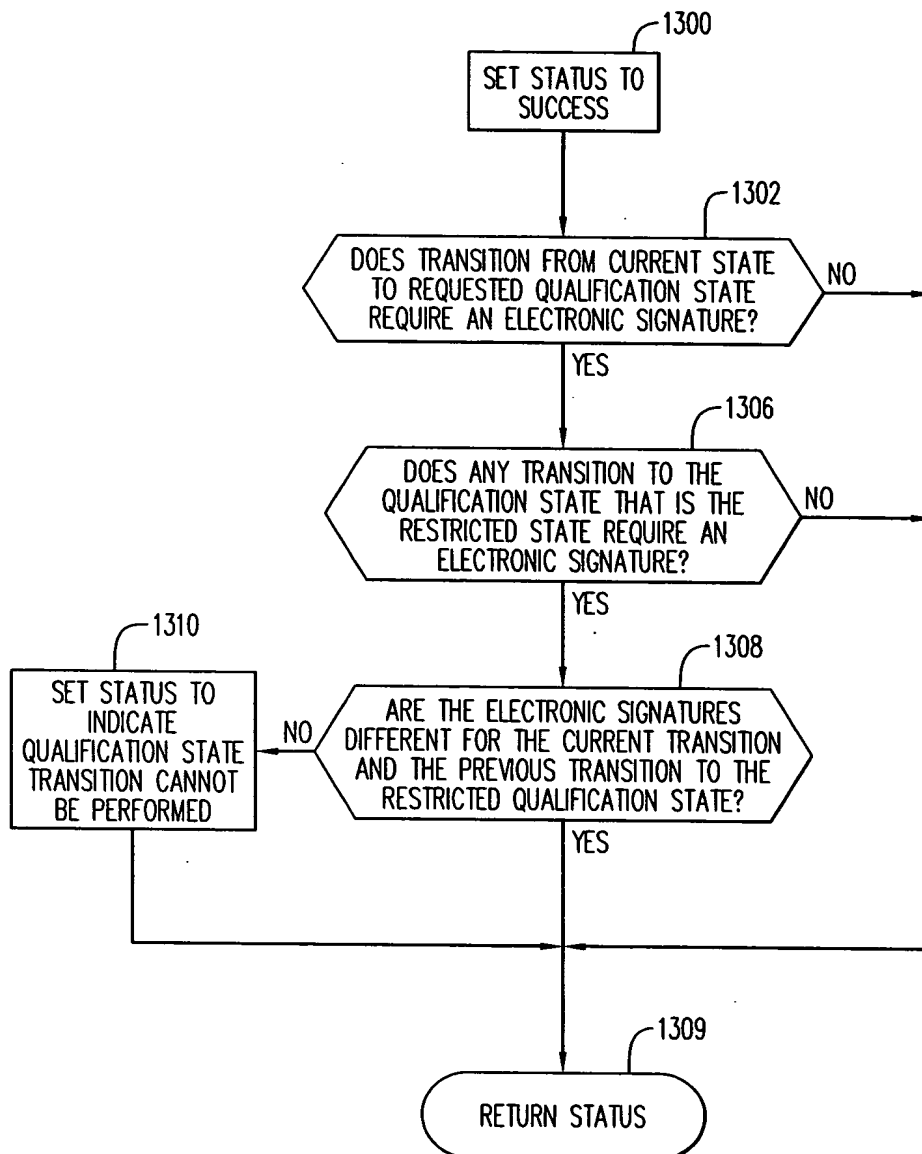 1300
SET STATUS TO
SUCCESS
1302
DOES TRANSITION FROM CURRENT STATE
TO REQUESTED QUALIFICATION STATE
REQUIRE AN ELECTRONIC SIGNATURE?
NO
YES
1306
DOES ANY TRANSITION TO THE
QUALIFICATION STATE THAT IS THE
RESTRICTED STATE REQUIRE AN
ELECTRONIC SIGNATURE?
NO
YES
1310
SET STATUS TO
INDICATE
QUALIFICATION STATE
TRANSITION CANNOT
BE PERFORMED
1308
NO
ARE THE ELECTRONIC SIGNATURES
DIFFERENT FOR THE CURRENT TRANSITION
AND THE PREVIOUS TRANSITION TO THE
RESTRICTED QUALIFICATION STATE?
YES
1309
RETURN STATUS